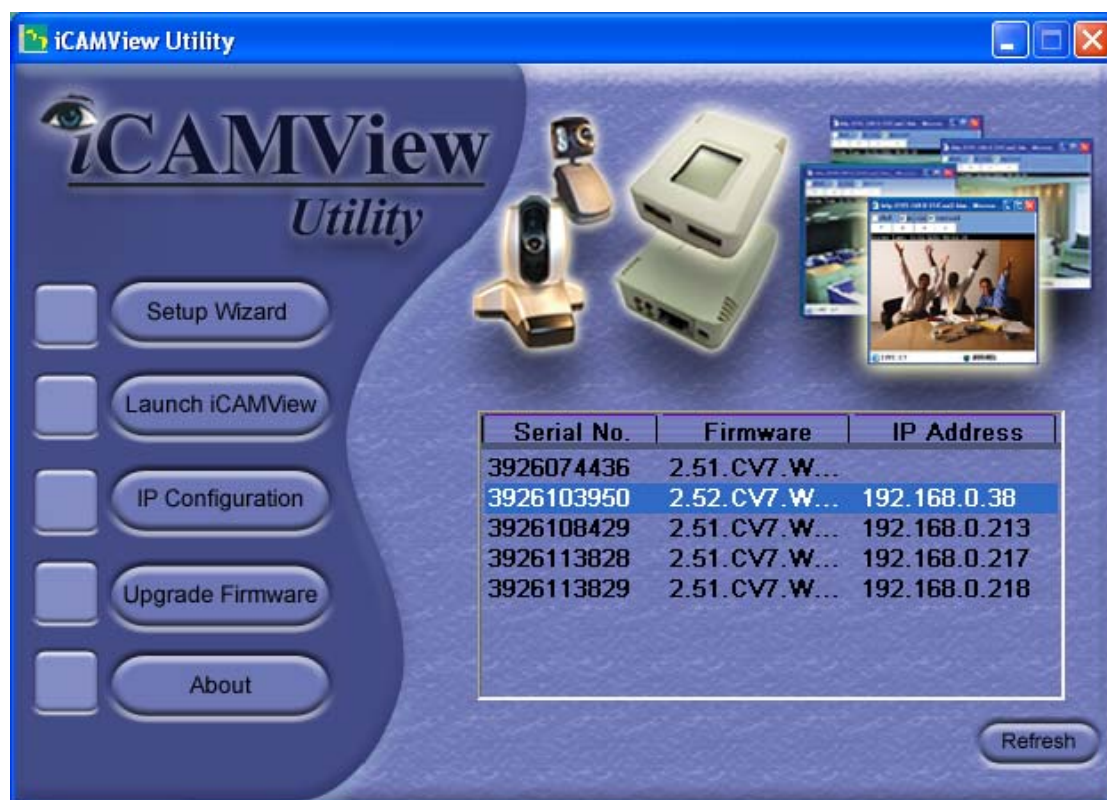 iCAMView Utility
iCAMView
Utility
Setup Wizard
Launch iCAMView
IP Configuration
Upgrade Firmware
About
Serial No. Firmware IP Address
3926074436 2.51.CV7.W...
3926103950 2.52.CV7.W... 192.168.0.38
3926108429 2.51.CV7.W... 192.168.0.213
3926113828 2.51.CV7.W... 192.168.0.217
3926113829 2.51.CV7.W... 192.168.0.218
Refresh